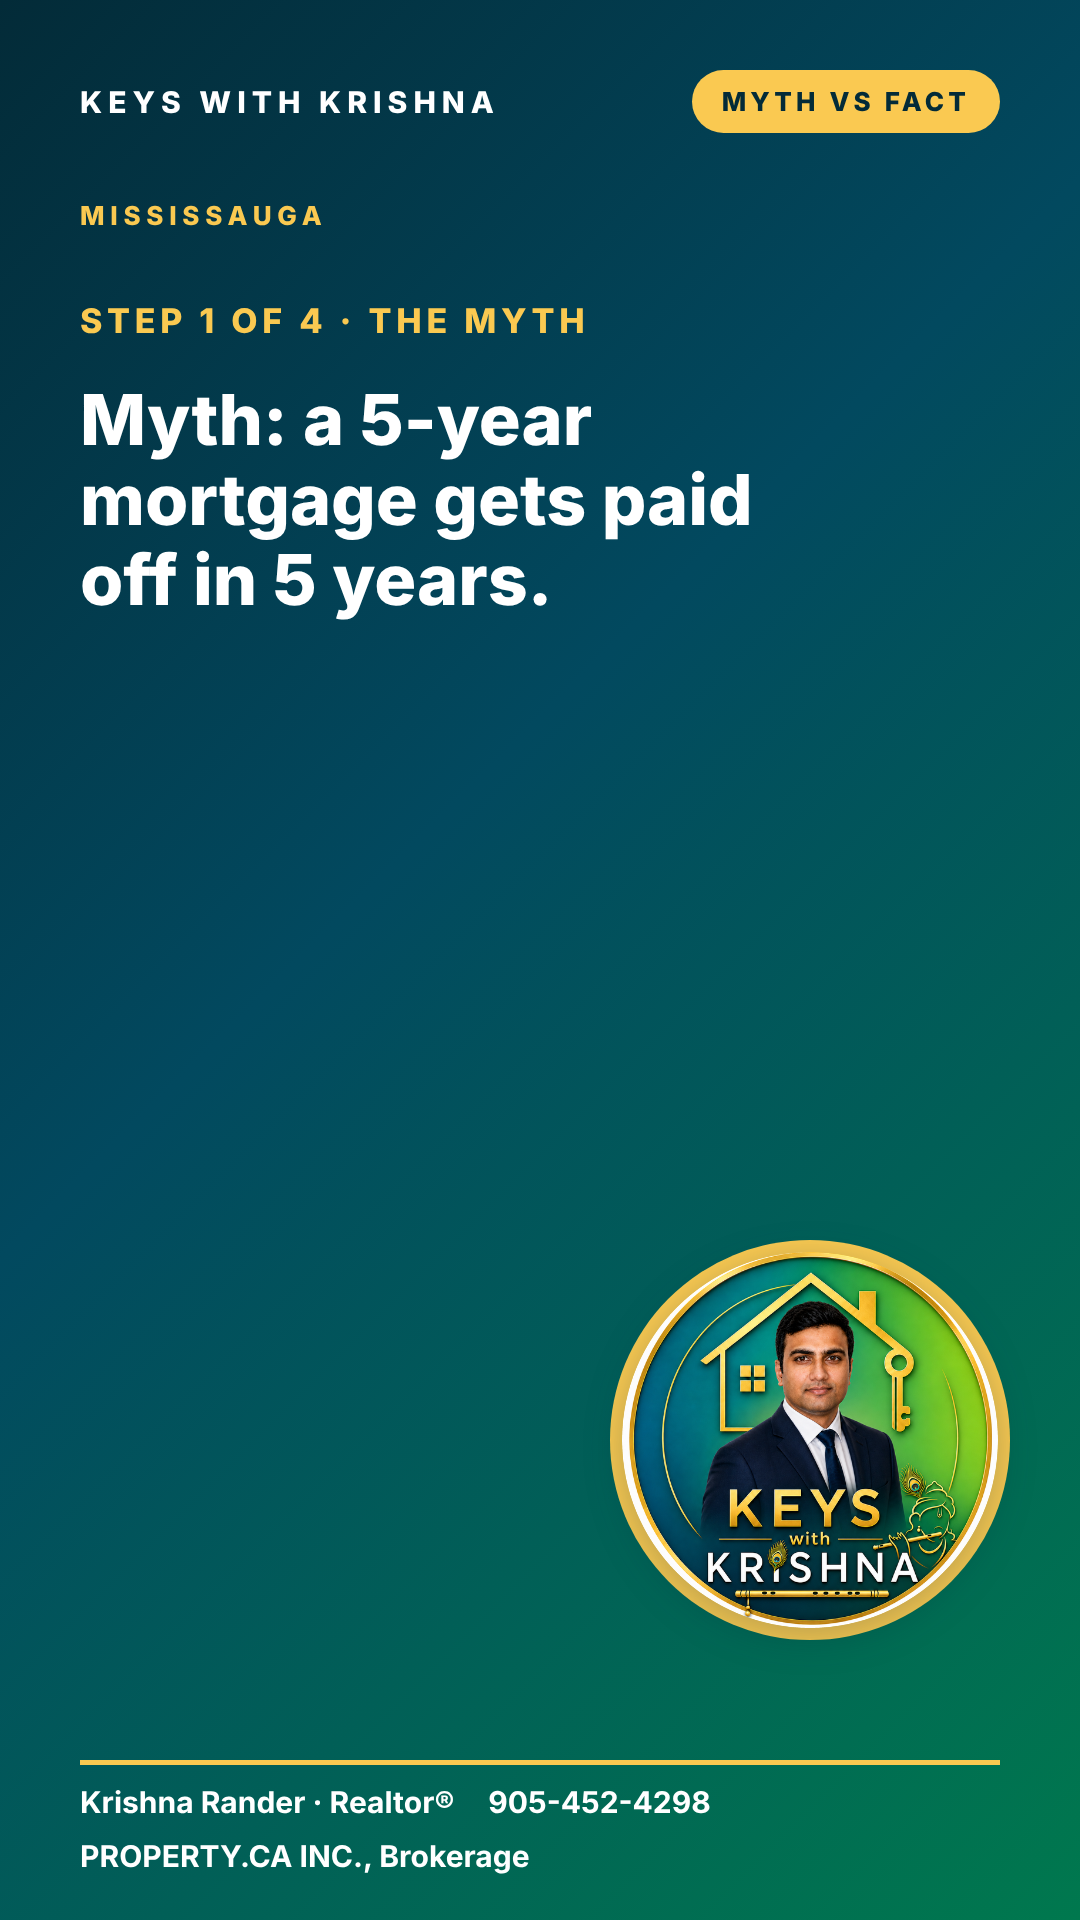 KEYS WITH KRISHNA
MYTH VS FACT
MISSISSAUGA
STEP 1 OF 4 · THE MYTH
Myth: a 5-year
mortgage gets paid
off in 5 years.
KEYS
with
KRISHNA
Krishna Rander · Realtor® 905-452-4298
PROPERTY.CA INC., Brokerage